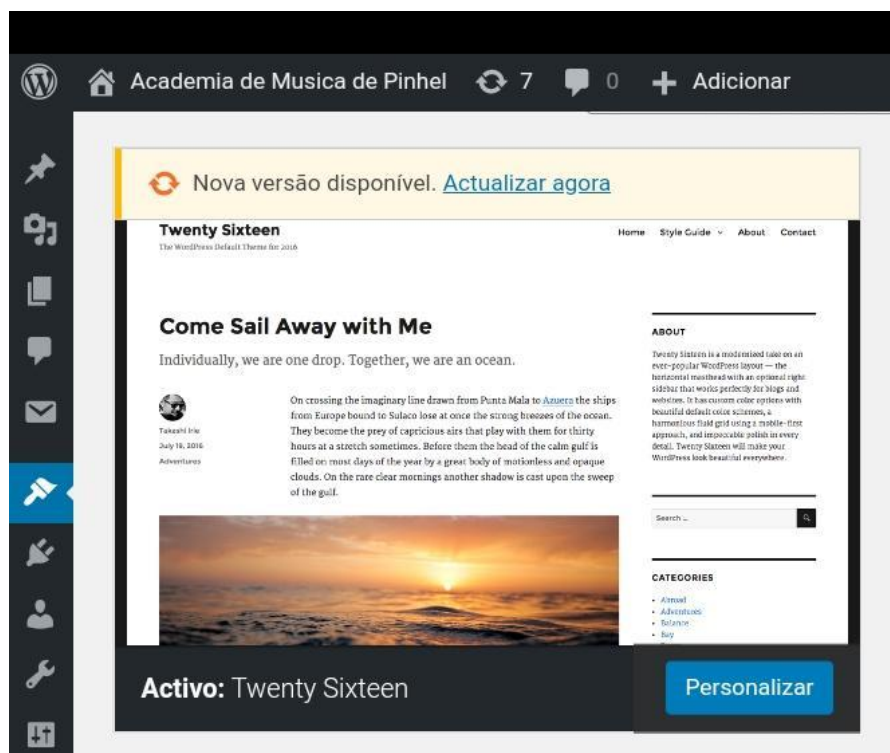 Academia de Musica de Pinhel 7 0 Adicionar
Nova versão disponível. Actualizar agora
Twenty Sixteen
The WordPress Default Theme for 2016
Home Style Guide About Contact
Come Sail Away with Me
Individually, we are one drop. Together, we are an ocean.
Takashi Irie
July 19, 2016
Adventures
On crossing the imaginary line drawn from Punta Mala to Azuera the ships
from Europe bound to Sulaco lose at once the strong breezes of the ocean.
They become the prey of capricious airs that play with them for thirty
hours at a stretch sometimes. Before them the head of the calm gulf is
filled on most days of the year by a great body of motionless and opaque
clouds. On the rare clear mornings another shadow is cast upon the sweep
of the gulf.
ABOUT
Twenty Sixteen is a modernized take on an
ever-popular WordPress layout — the
horizontal masthead with an optional right
sidebar that works perfectly for blogs and
websites. It has custom color options with
beautiful default color schemes, a
harmonious fluid grid using a mobile-first
approach, and impeccable polish in every
detail. Twenty Sixteen will make your
WordPress look beautiful everywhere.
Search ...
CATEGORIES
Abroad
Adventures
Balance
Bay
Activo: Twenty Sixteen
Personalizar